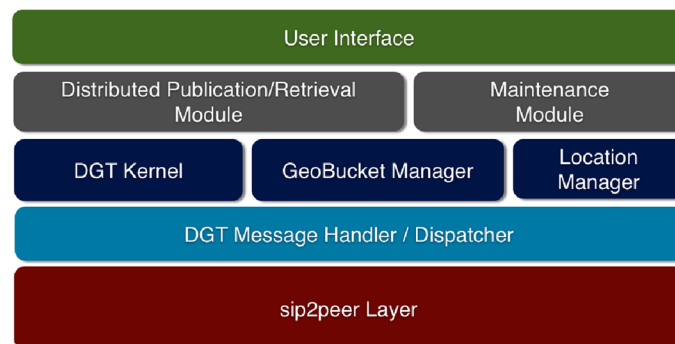 User Interface
Distributed Publication/Retrieval
Module
Maintenance
Module
DGT Kernel
GeoBucket Manager
Location
Manager
DGT Message Handler / Dispatcher
sip2peer Layer